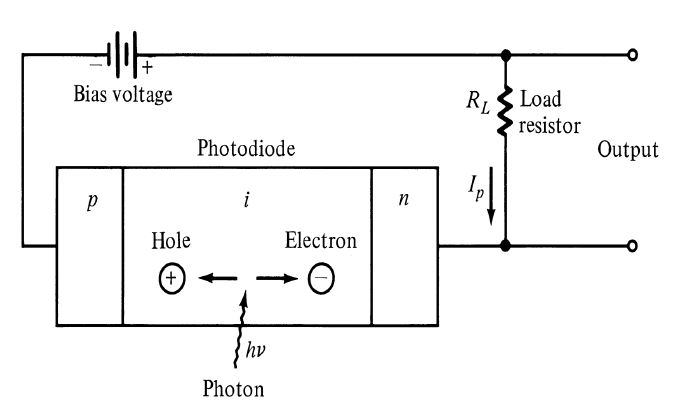 − +
Bias voltage
R_L Load
resistor
Output
Photodiode
I_p
p i n
Hole Electron
+ −
hν
Photon